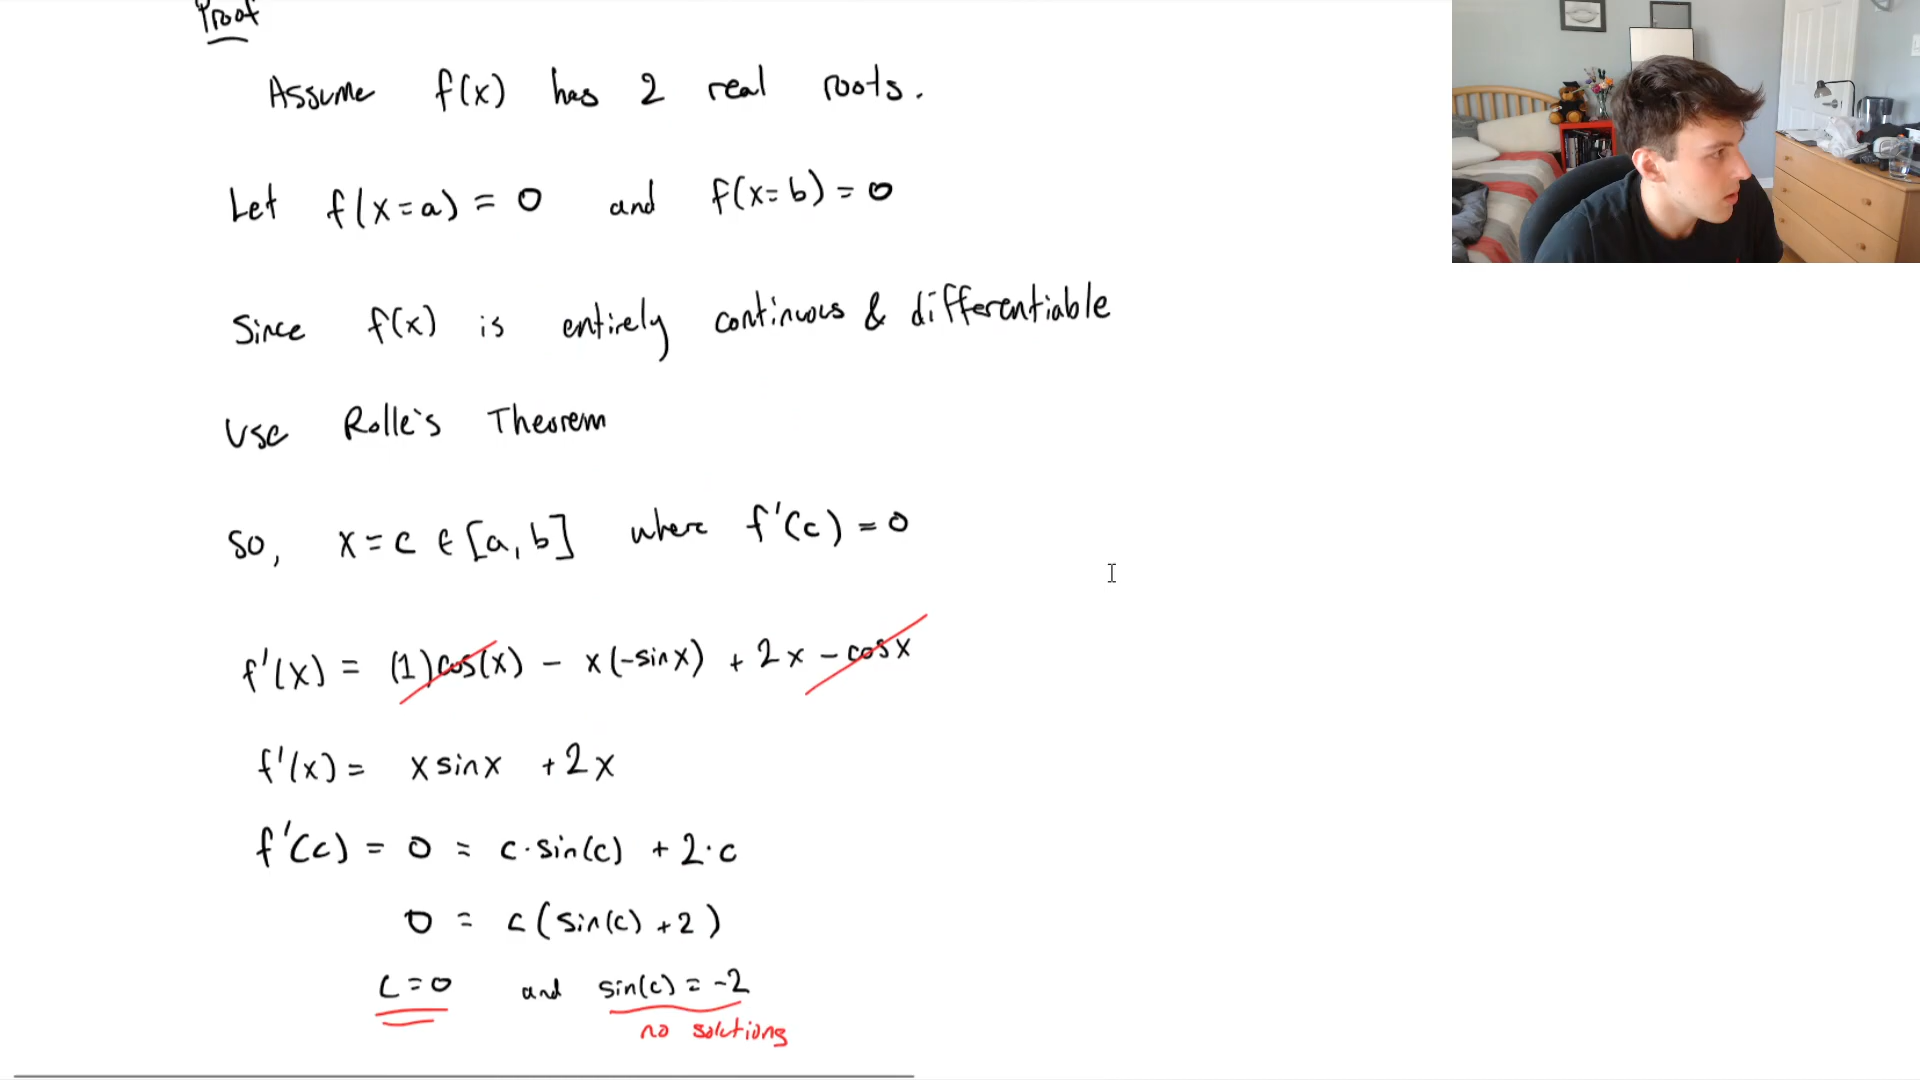 Proof
Assume f(x) has 2 real roots.
Let f(x=a) = 0 and f(x=b) = 0
Since f(x) is entirely continuous & differentiable
Use Rolle's Theorem
So, x = c ∈ [a, b] where f'(c) = 0
f'(x) = (1)cos(x) - x(-sinx) + 2x - cosx
f'(x) = xsinx + 2x
f'(c) = 0 = c·sin(c) + 2·c
0 = c(sin(c) + 2)
c = 0 and sin(c) = -2
no solutions